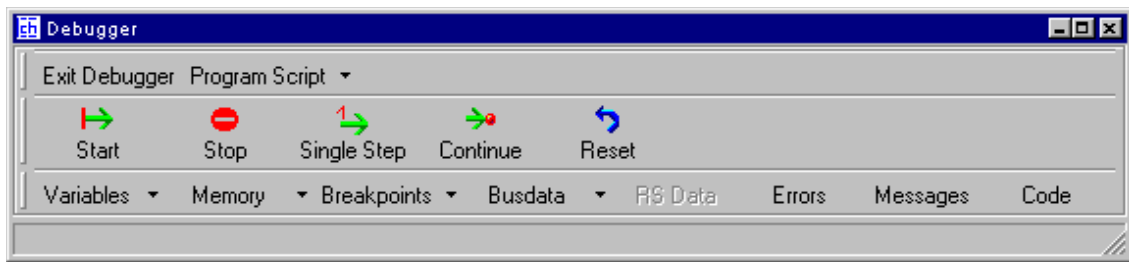 Debugger
Exit Debugger Program Script
1
Start Stop Single Step Continue Reset
Variables Memory Breakpoints Busdata RS Data Errors Messages Code